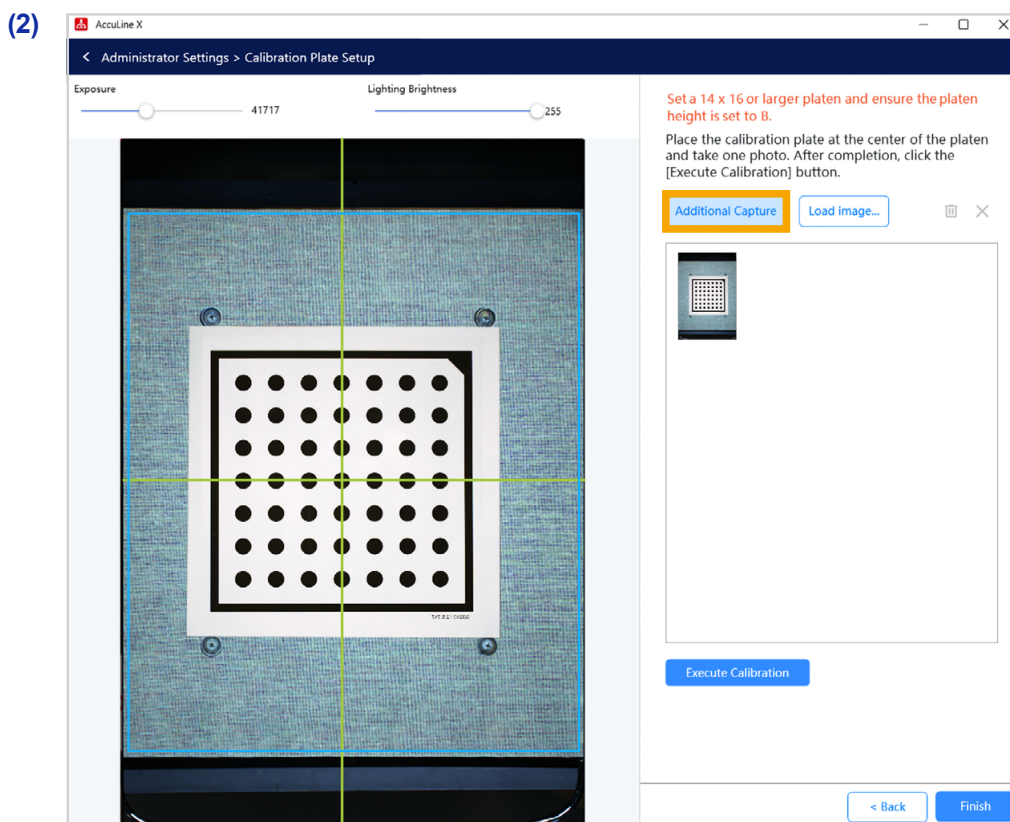 (2)
AccuLine X
< Administrator Settings > Calibration Plate Setup
Exposure
41717
Lighting Brightness
255
Set a 14 x 16 or larger platen and ensure the platen
height is set to B.
Place the calibration plate at the center of the platen
and take one photo. After completion, click the
[Execute Calibration] button.
Additional Capture
Load image...
Execute Calibration
< Back
Finish